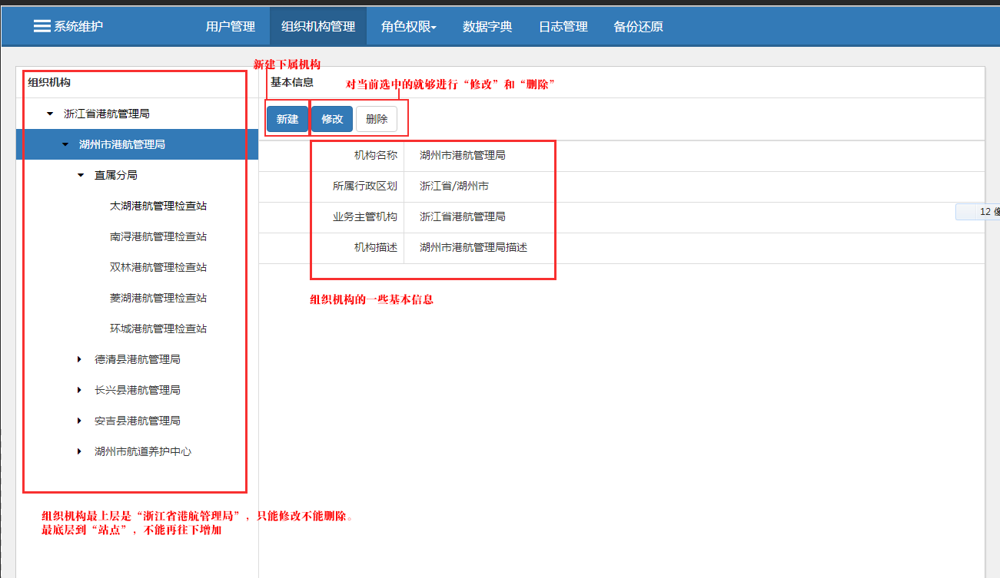 系统维护 用户管理 组织机构管理 角色权限 数据字典 日志管理 备份还原
新建下属机构
组织机构 基本信息 对当前选中的就够进行“修改”和“删除”
浙江省港航管理局
新建 修改 删除
湖州市港航管理局
机构名称 湖州市港航管理局
直属分局
所属行政区划 浙江省/湖州市
太湖港航管理检查站
业务主管机构 浙江省港航管理局
12 像
南浔港航管理检查站
机构描述 湖州市港航管理局描述
双林港航管理检查站
菱湖港航管理检查站
组织机构的一些基本信息
环城港航管理检查站
德清县港航管理局
长兴县港航管理局
安吉县港航管理局
湖州市航道养护中心
组织机构最上层是“浙江省港航管理局”，只能修改不能删除。
最底层到“站点”，不能再往下增加